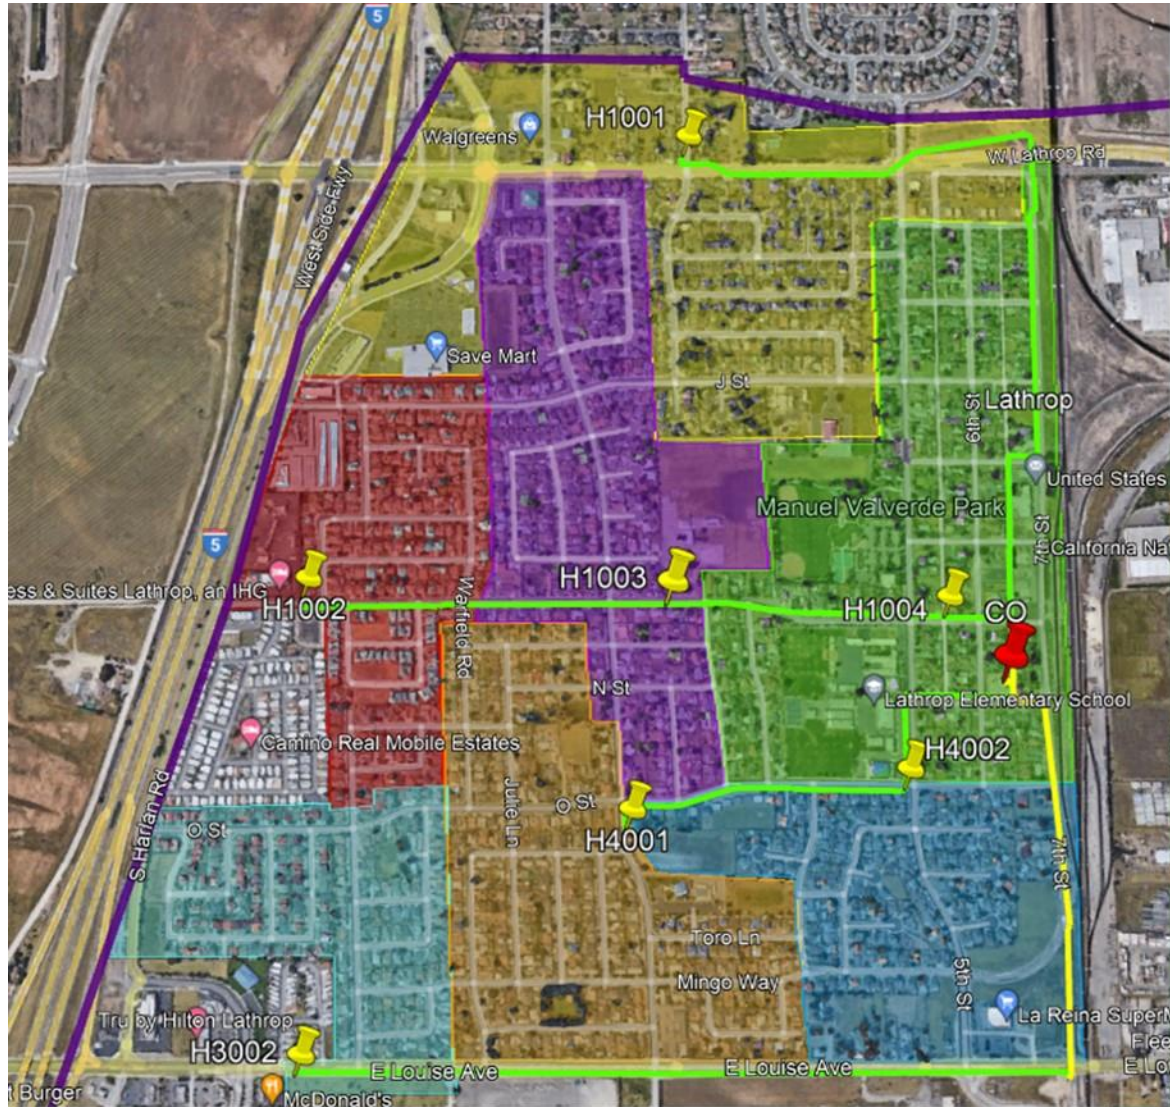 5
H1001
Walgreens
W Lathrop Rd
West Side Fwy
Save Mart
J St
6th St
Lathrop
United States
Manuel Valverde Park
7th St
California Na
5
ess & Suites Lathrop, an IHG
H1002
H1003
H1004
CO
Warfield Rd
N St
Lathrop Elementary School
Camino Real Mobile Estates
H4002
S Harlan Rd
Julie Ln
O St
O St
H4001
7th St
Toro Ln
Mingo Way
5th St
La Reina SuperM
Tru by Hilton Lathrop
H3002
E Louise Ave
E Louise Ave
Flee
E Lo
t Burger
McDonald's